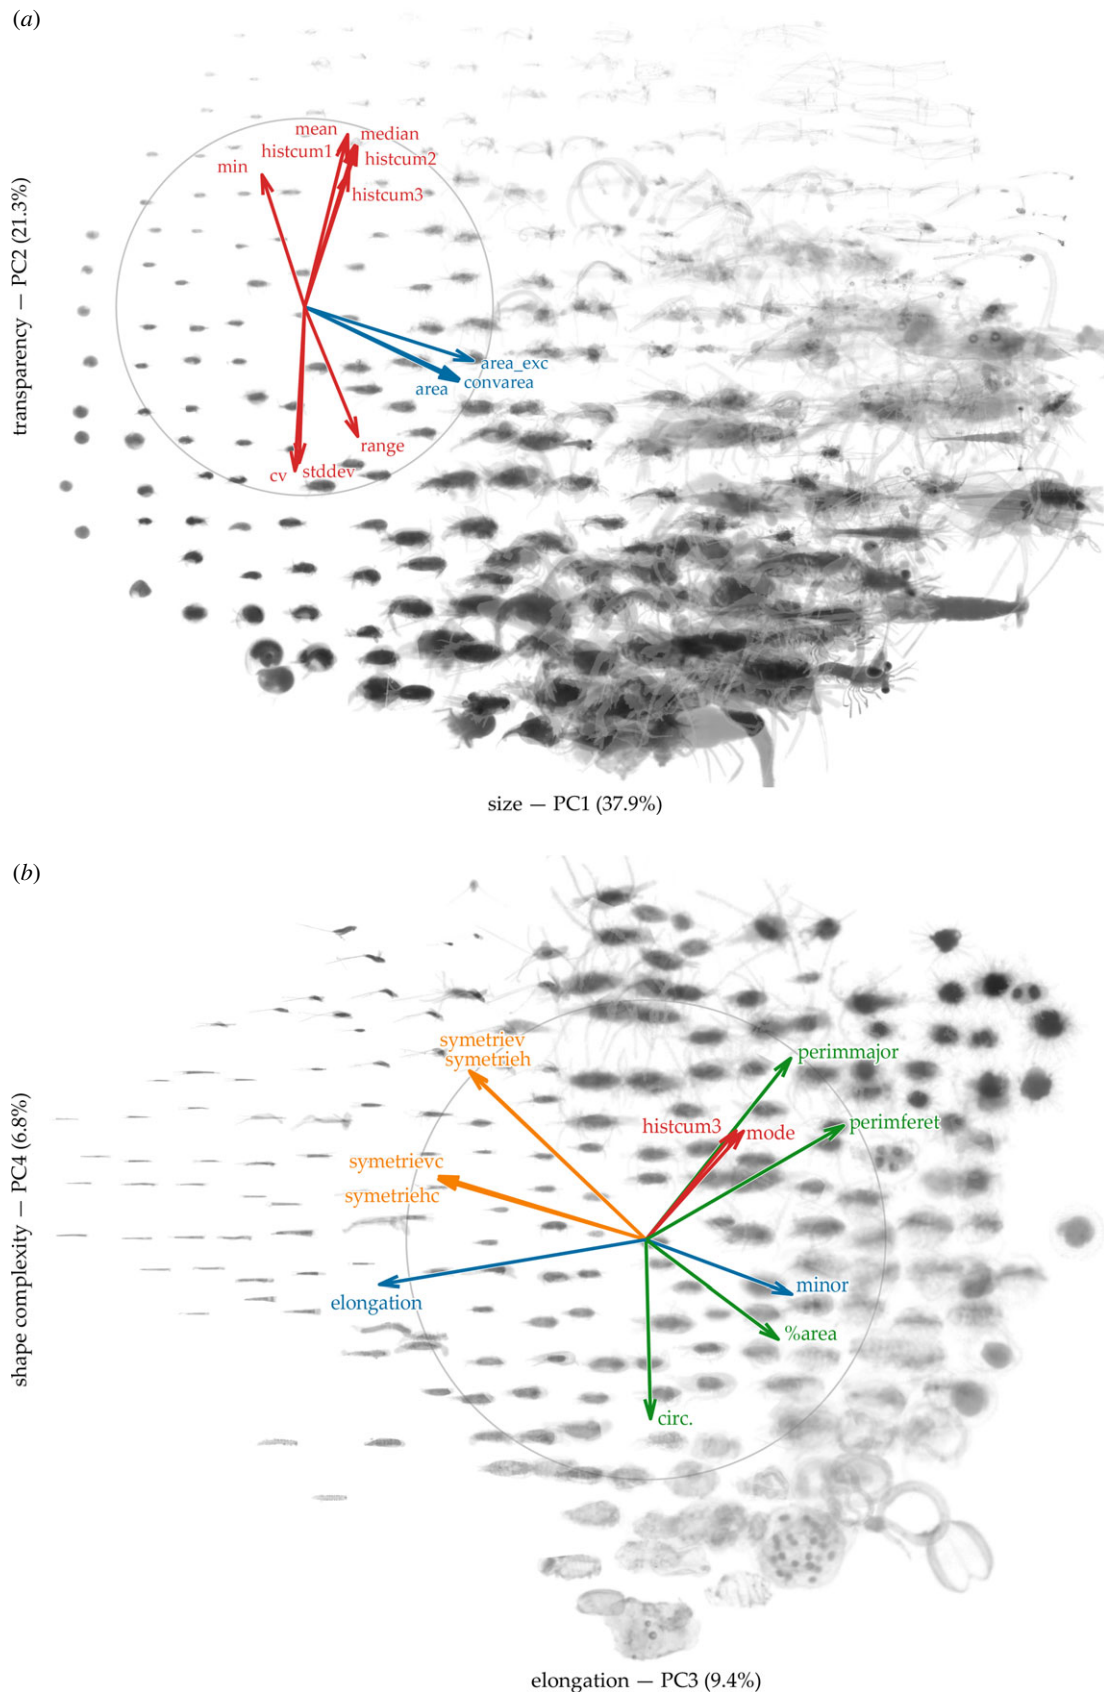 (a)
mean
median
histcum1
histcum2
min
histcum3
transparency — PC2 (21.3%)
area_exc
area
convarea
range
cv
stddev
size — PC1 (37.9%)
(b)
symetriev
symetrieh
perimmajor
histcum3
mode
perimferet
symetrievc
symetriehc
shape complexity — PC4 (6.8%)
minor
elongation
%area
circ.
elongation — PC3 (9.4%)